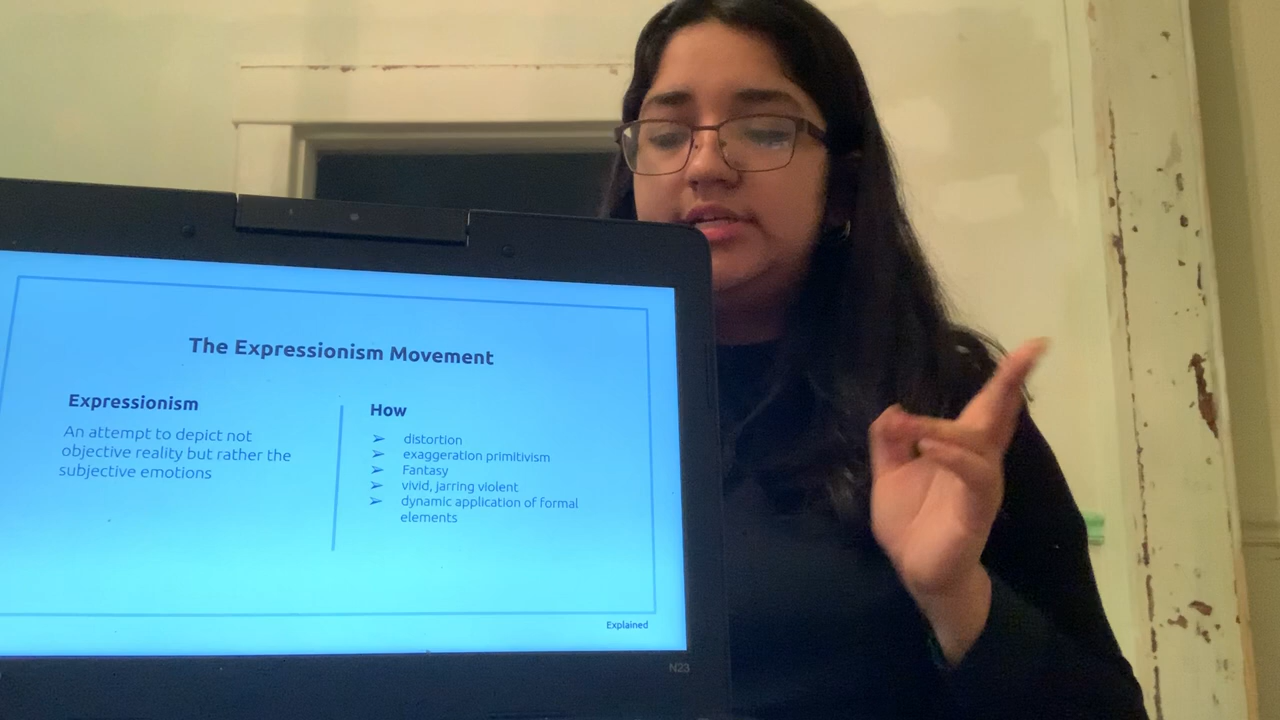 The Expressionism Movement
Expressionism
An attempt to depict not
objective reality but rather the
subjective emotions
How
➤ distortion
➤ exaggeration primitivism
➤ Fantasy
➤ vivid, jarring violent
➤ dynamic application of formal
elements
Explained
N23